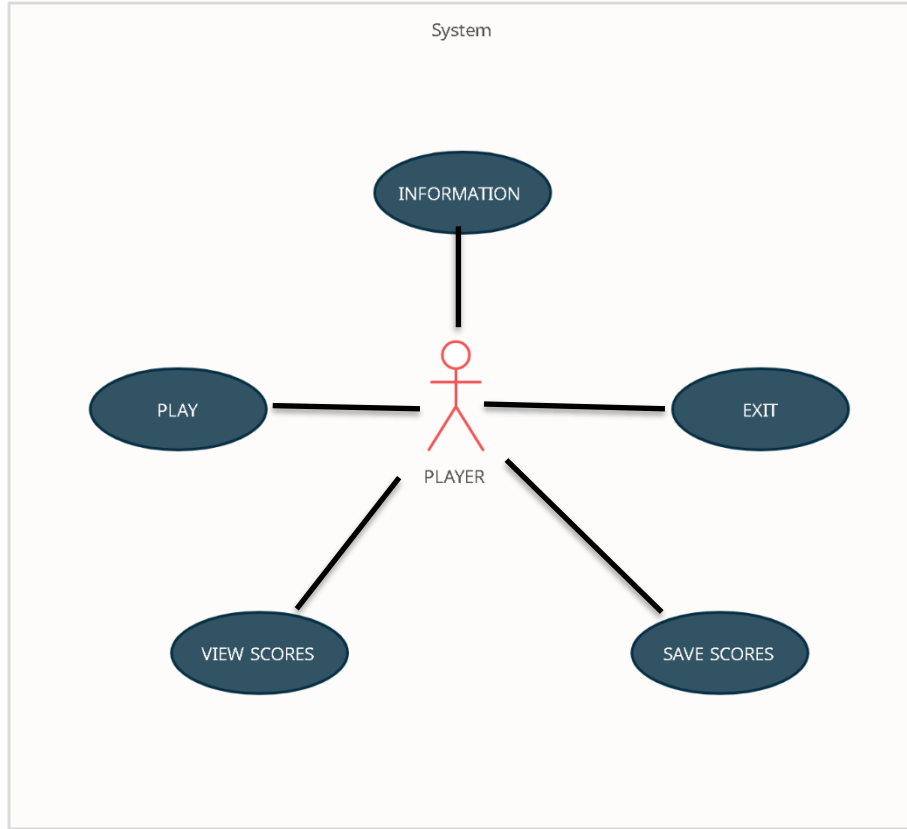 System
INFORMATION
PLAY
EXIT
PLAYER
VIEW SCORES
SAVE SCORES